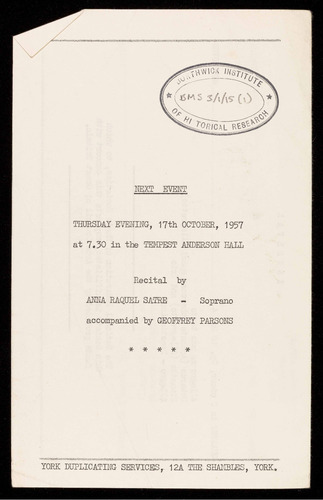 BORTHWICK INSTITUTE
BMS 3/1/15 (1)
OF HI TORICAL RESEARCH
NEXT EVENT
THURSDAY EVENING, 17th OCTOBER, 1957
at 7.30 in the TEMPEST ANDERSON HALL
Recital by
ANNA RAQUEL SATRE - Soprano
accompanied by GEOFFREY PARSONS
* * * * *
YORK DUPLICATING SERVICES, 12A THE SHAMBLES, YORK.